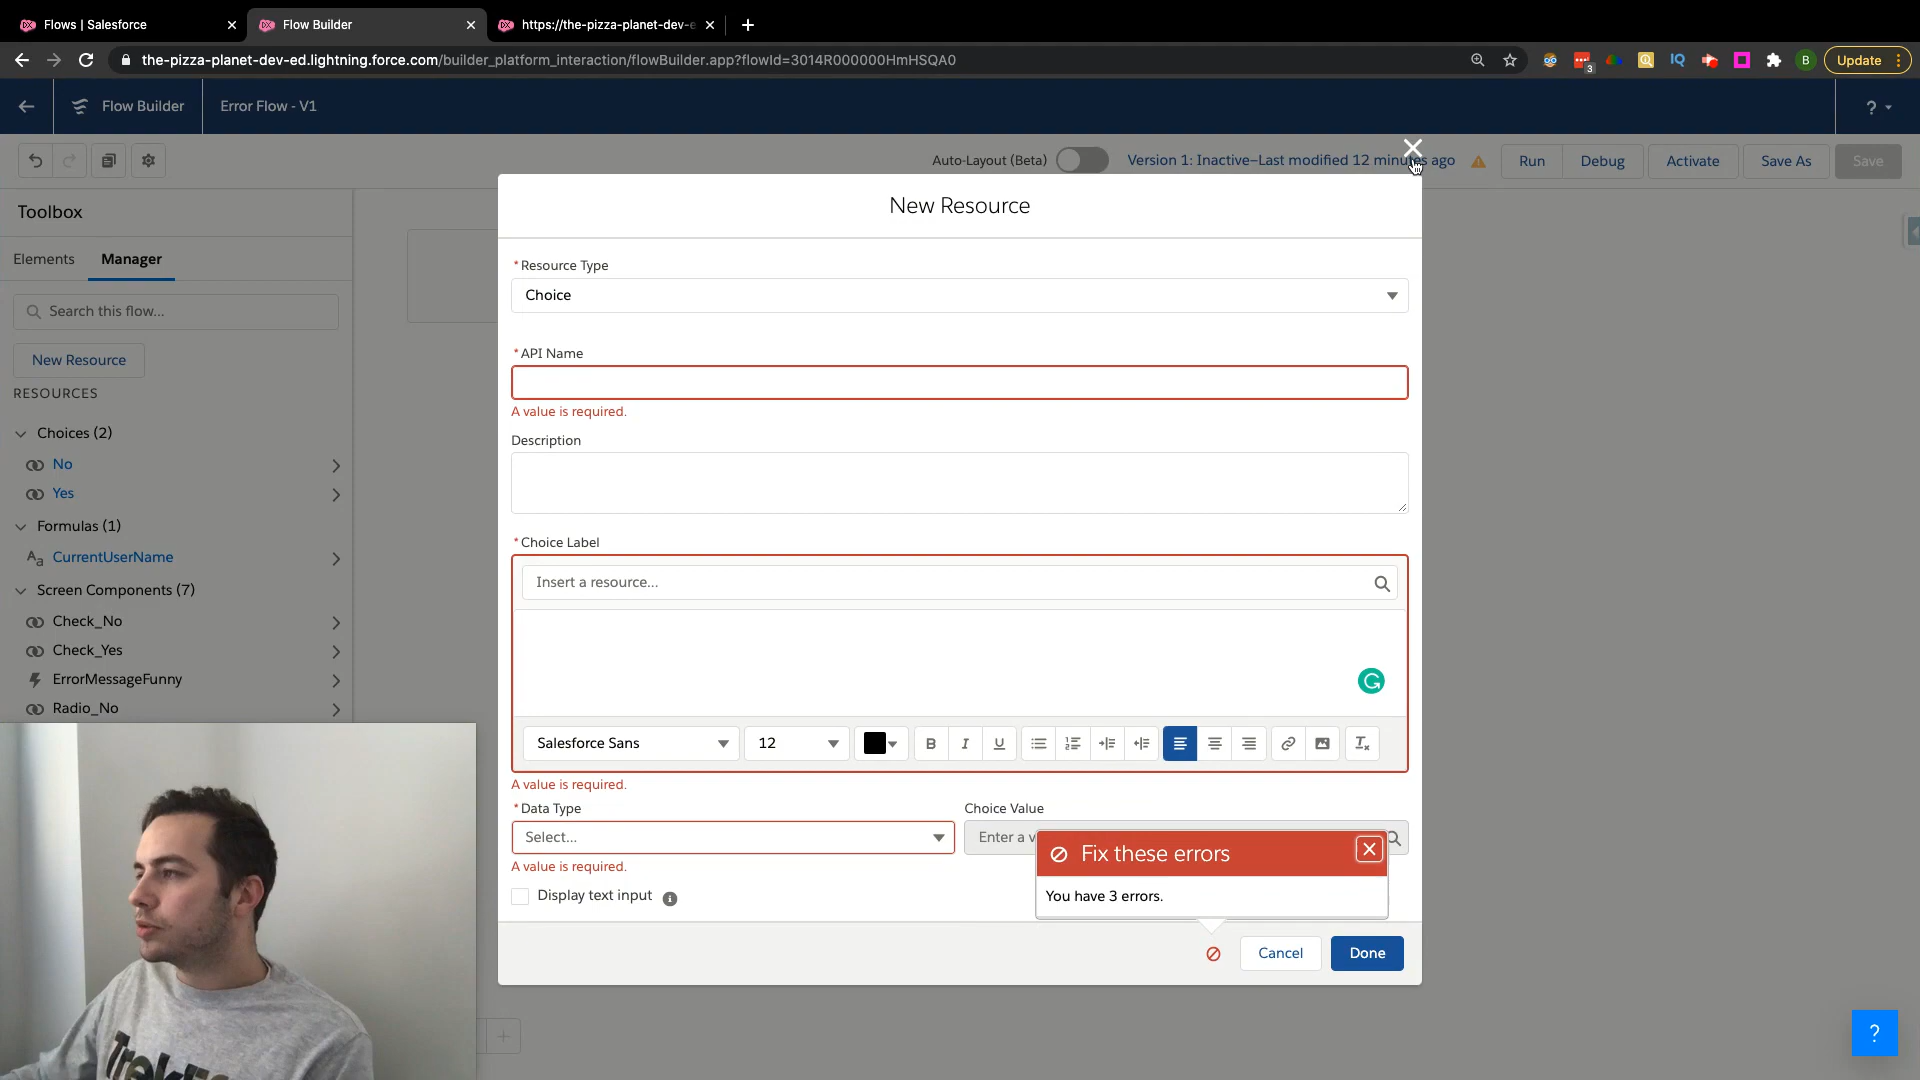 Flows | Salesforce
Flow Builder
https://the-pizza-planet-dev-e
the-pizza-planet-dev-ed.lightning.force.com/builder_platform_interaction/flowBuilder.app?flowId=3014R000000HmHSQA0
3
IQ
B
Update
Flow Builder
Error Flow - V1
?
Auto-Layout (Beta)
Version 1: Inactive–Last modified 12 minutes ago
Run
Debug
Activate
Save As
Save
Toolbox
Elements
Manager
Search this flow...
New Resource
RESOURCES
Choices (2)
No
Yes
Formulas (1)
CurrentUserName
Screen Components (7)
Check_No
Check_Yes
ErrorMessageFunny
Radio_No
New Resource
*Resource Type
Choice
*API Name
A value is required.
Description
*Choice Label
Insert a resource...
Salesforce Sans
12
B
I
U
A value is required.
*Data Type
Select...
A value is required.
Choice Value
Enter a v
Display text input
Fix these errors
You have 3 errors.
Cancel
Done
?